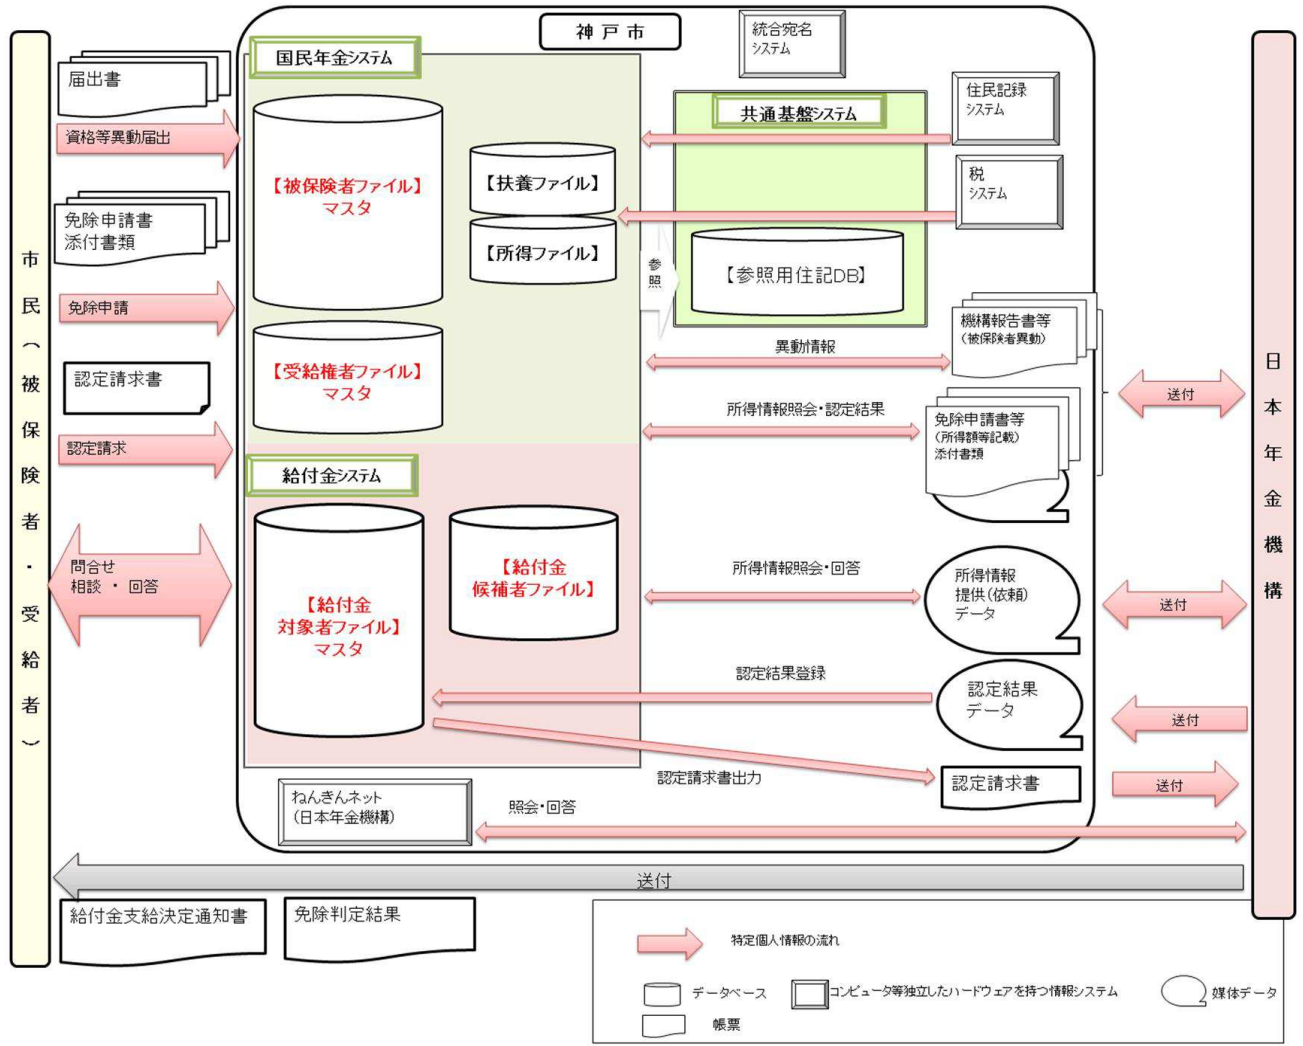 市民(被保険者・受給者)
届出書
資格等異動届出
免除申請書
添付書類
免除申請
認定請求書
認定請求
問合せ
相談 ・ 回答
神戸市
国民年金システム
【被保険者ファイル】
マスタ
【扶養ファイル】
【所得ファイル】
【受給権者ファイル】
マスタ
給付金システム
【給付金
対象者ファイル】
マスタ
【給付金
候補者ファイル】
統合宛名
システム
共通基盤システム
【参照用住記DB】
参照
住民記録
システム
税
システム
異動情報
機構報告書等
(被保険者異動)
送付
所得情報照会・認定結果
免除申請書等
(所得額等記載)
添付書類
所得情報照会・回答
所得情報
提供(依頼)
データ
送付
認定結果登録
認定結果
データ
送付
認定請求書出力
認定請求書
送付
ねんきんネット
(日本年金機構)
照会・回答
日本年金機構
送付
給付金支給決定通知書
免除判定結果
特定個人情報の流れ
データベース
コンピュータ等独立したハードウェアを持つ情報システム
媒体データ
帳票